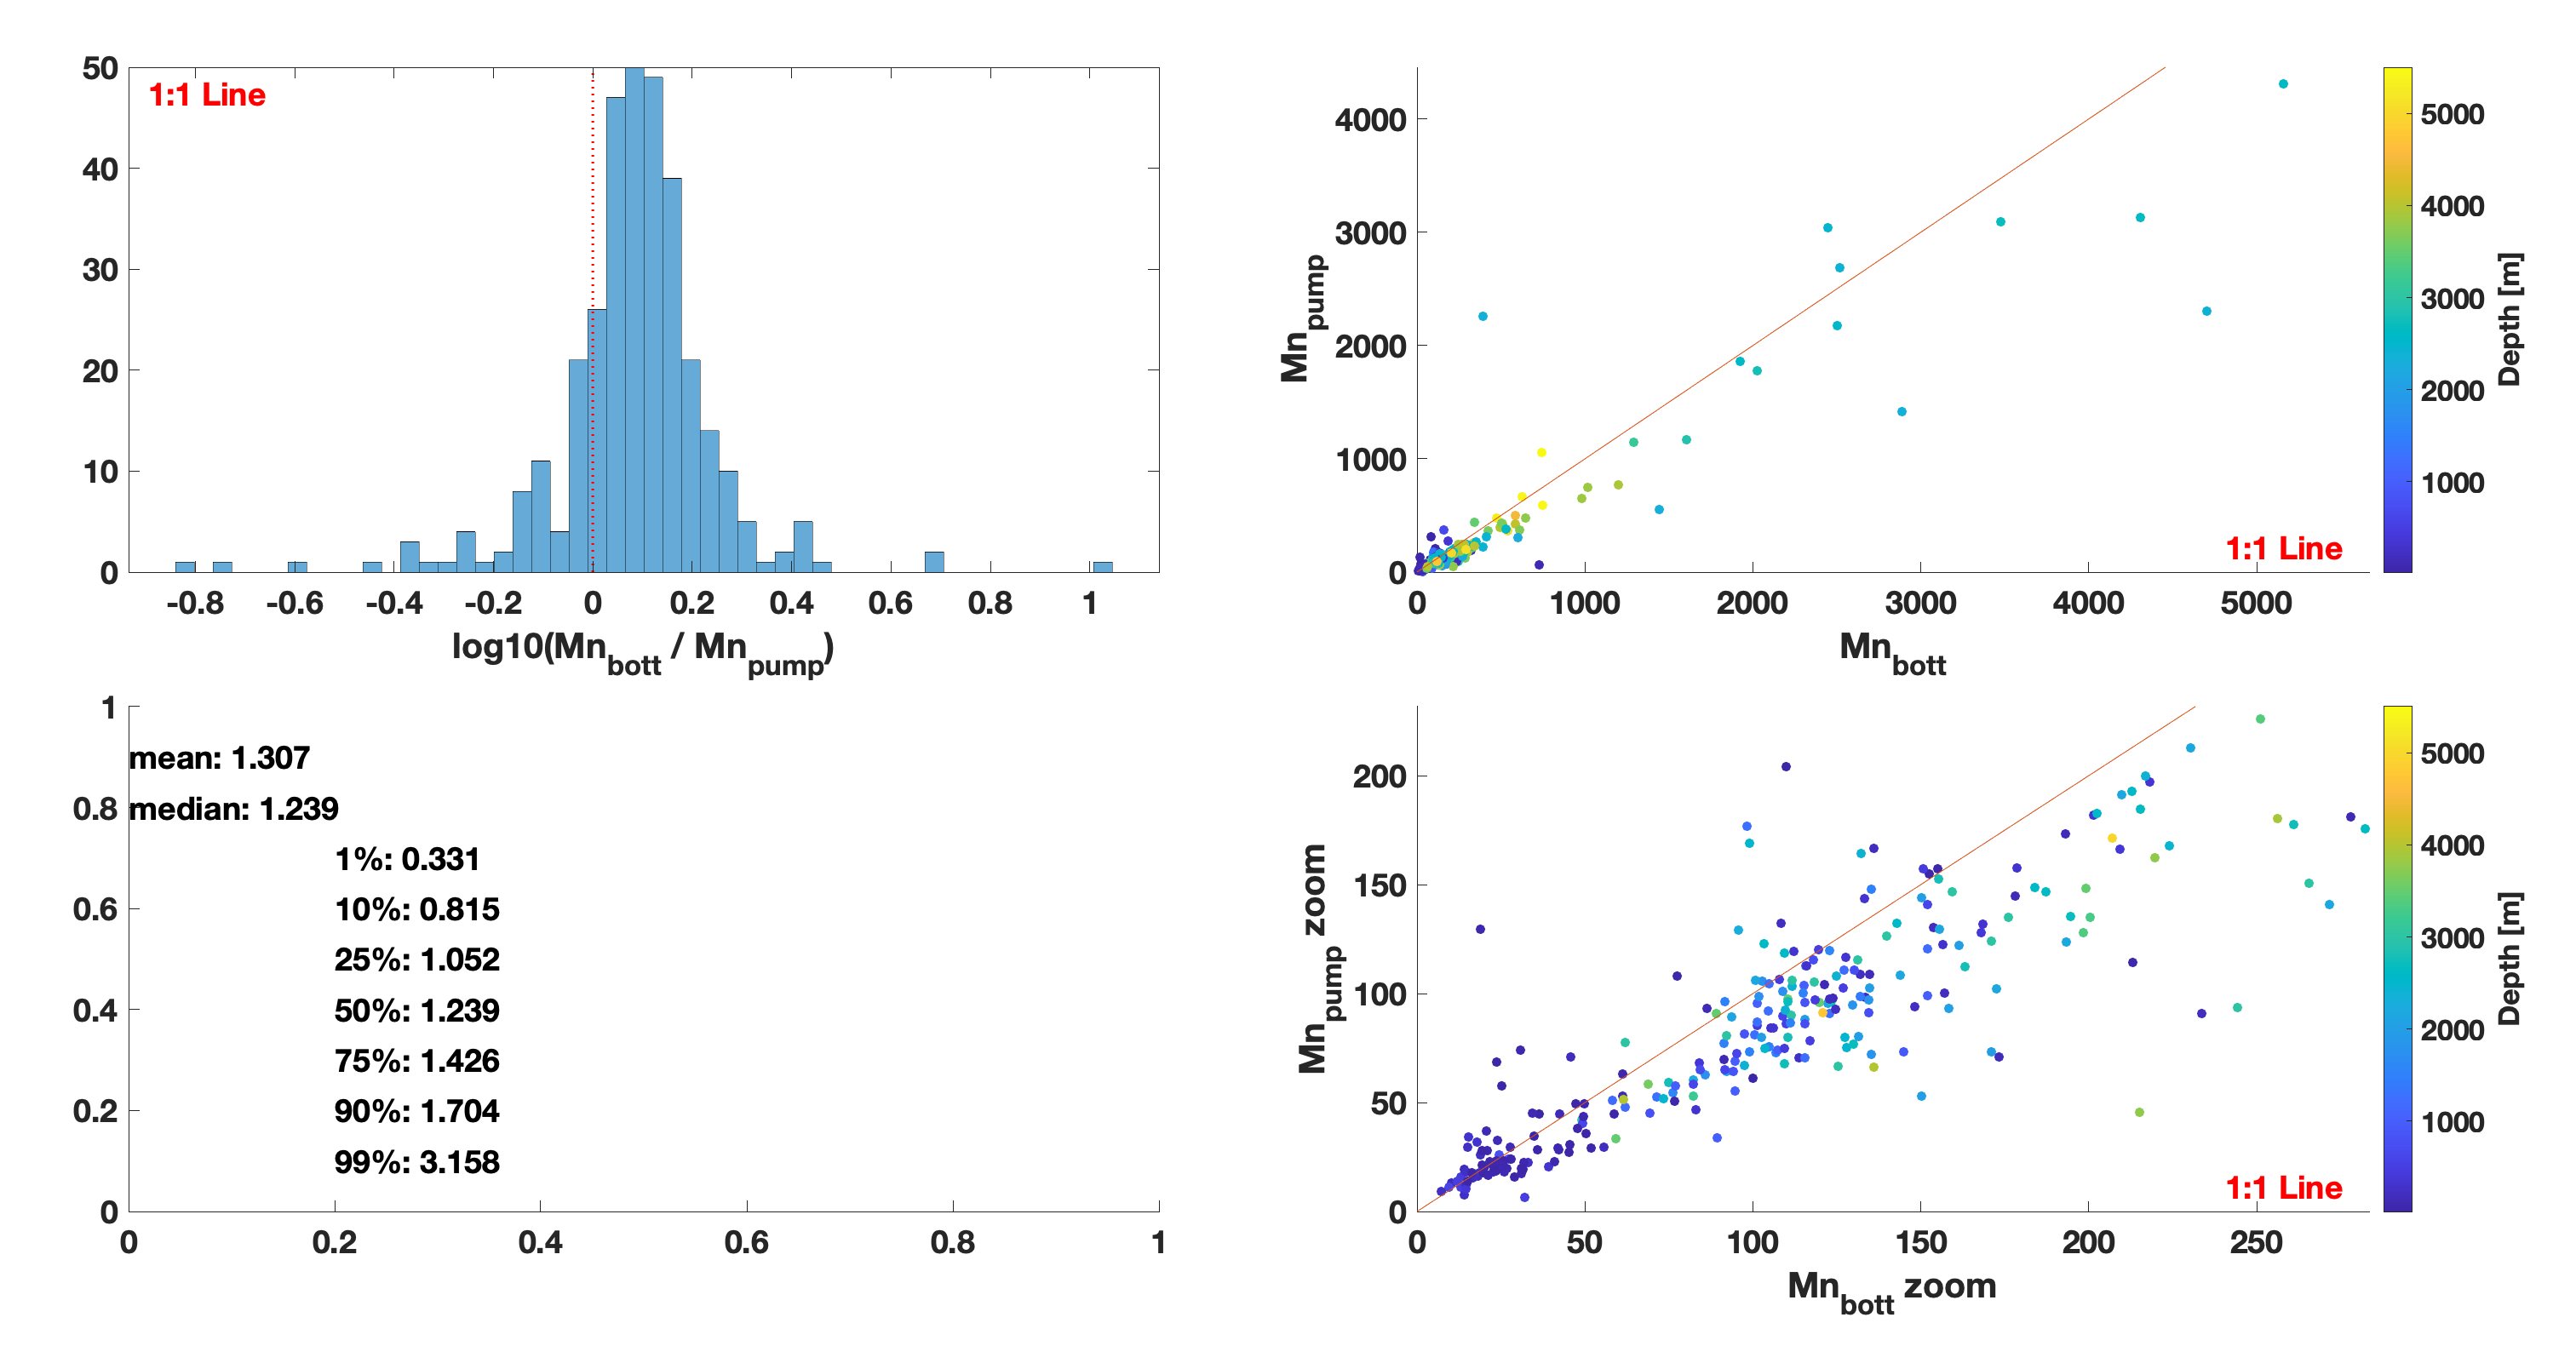 50
40
30
20
10
0
1:1 Line
-0.8 -0.6 -0.4 -0.2 0 0.2 0.4 0.6 0.8 1
log10(Mnbott / Mnpump)
4000
3000
2000
1000
0
Mnpump
1:1 Line
0 1000 2000 3000 4000 5000
Mnbott
5000
4000
3000
2000
1000
Depth [m]
1
0.8
0.6
0.4
0.2
0
mean: 1.307
median: 1.239
1%: 0.331
10%: 0.815
25%: 1.052
50%: 1.239
75%: 1.426
90%: 1.704
99%: 3.158
0 0.2 0.4 0.6 0.8 1
200
150
100
50
0
Mnpump zoom
1:1 Line
0 50 100 150 200 250
Mnbott zoom
5000
4000
3000
2000
1000
Depth [m]